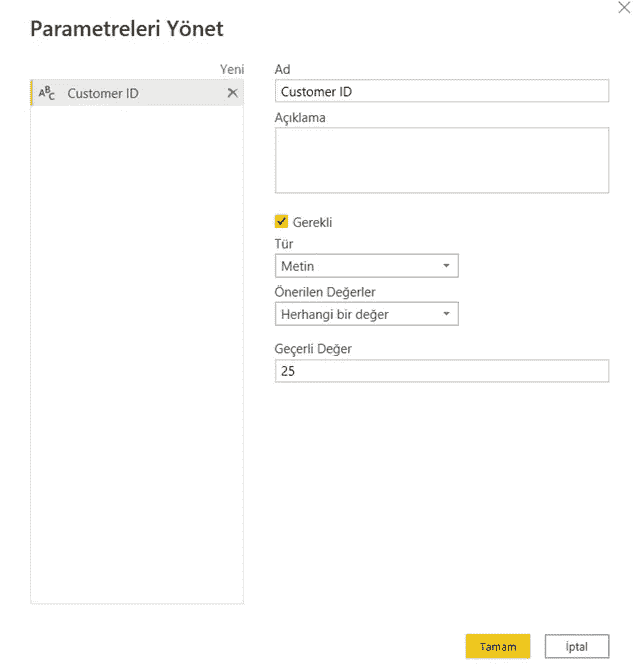 Parametreleri Yönet
Yeni
ABC Customer ID
Ad
Customer ID
Açıklama
Gerekli
Tür
Metin
Önerilen Değerler
Herhangi bir değer
Geçerli Değer
25
Tamam
İptal